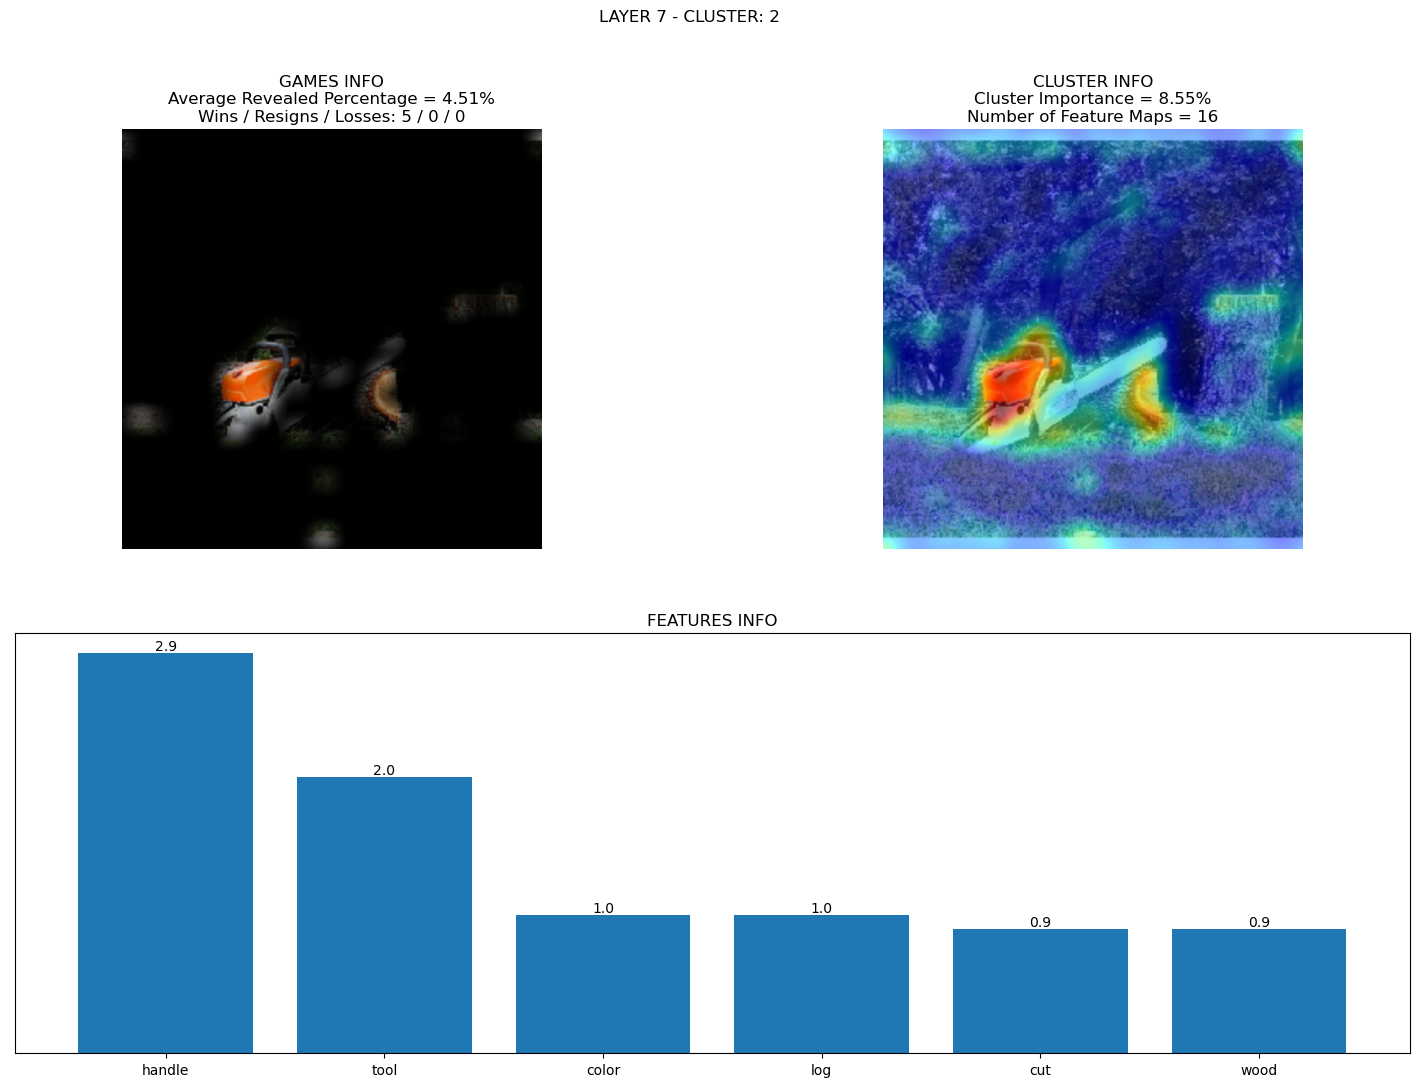 LAYER 7 - CLUSTER: 2
GAMES INFO
Average Revealed Percentage = 4.51%
Wins / Resigns / Losses: 5 / 0 / 0
CLUSTER INFO
Cluster Importance = 8.55%
Number of Feature Maps = 16
FEATURES INFO
2.9
2.0
1.0
1.0
0.9
0.9
handle
tool
color
log
cut
wood